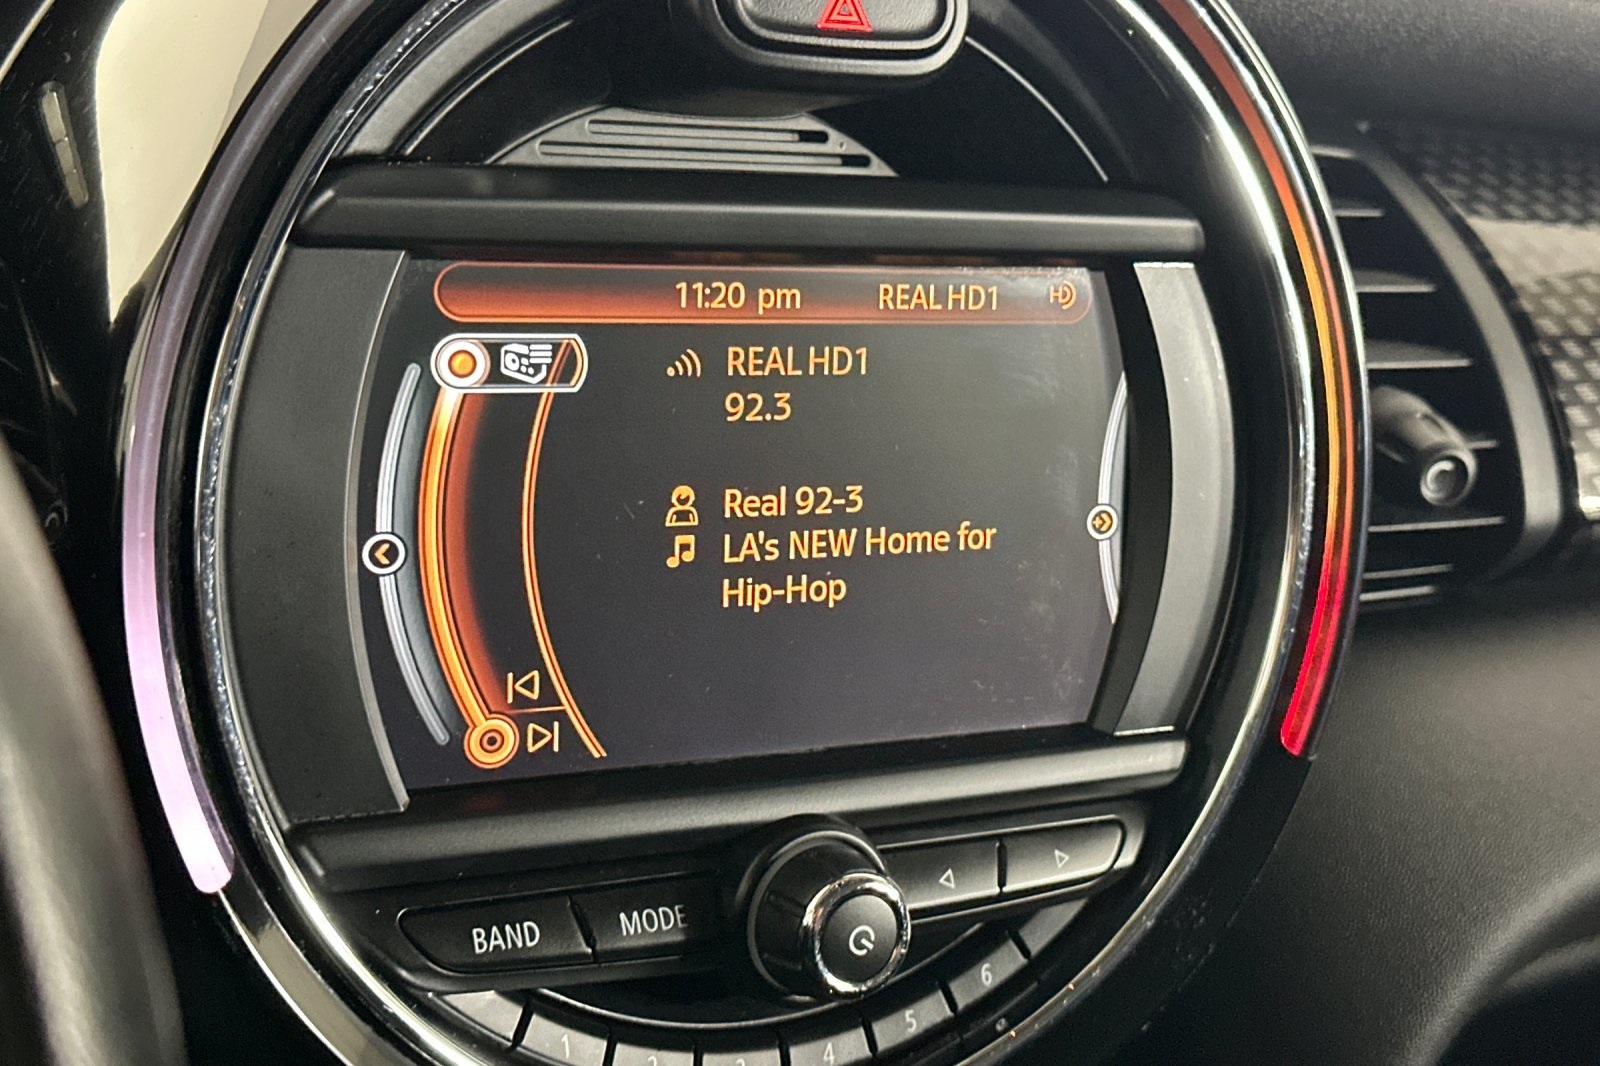 11:20 pm REAL HD1 HD
REAL HD1
92.3
Real 92-3
LA's NEW Home for
Hip-Hop
BAND MODE
1 2 3 4 5 6